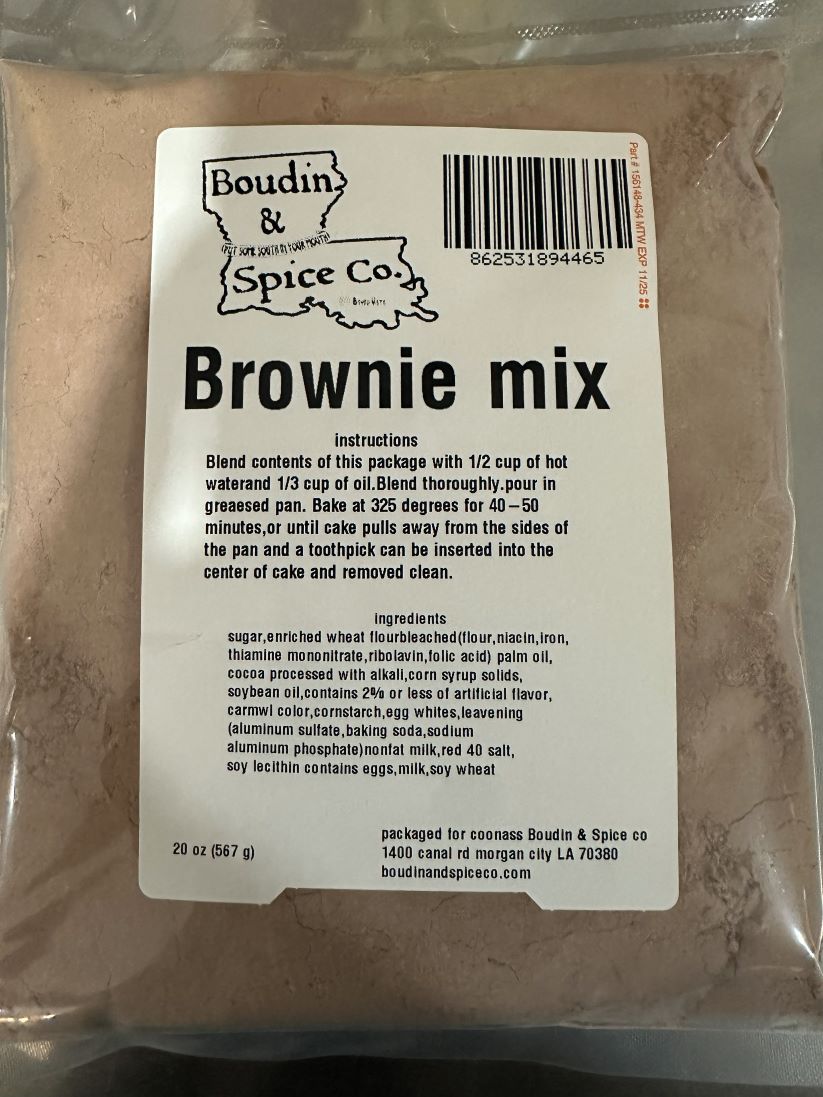 Boudin
&
(PUT SOME SOUTH IN YOUR MOUTH)
Spice Co.
862531894465
Part # 156148-434 MTW EXP 11/25
Brownie mix
instructions
Blend contents of this package with 1/2 cup of hot
waterand 1/3 cup of oil.Blend thoroughly.pour in
greaesed pan. Bake at 325 degrees for 40–50
minutes,or until cake pulls away from the sides of
the pan and a toothpick can be inserted into the
center of cake and removed clean.
ingredients
sugar,enriched wheat flourbleached(flour,niacin,iron,
thiamine mononitrate,ribolavin,folic acid) palm oil,
cocoa processed with alkali,corn syrup solids,
soybean oil,contains 2% or less of artificial flavor,
carmwl color,cornstarch,egg whites,leavening
(aluminum sulfate,baking soda,sodium
aluminum phosphate)nonfat milk,red 40 salt,
soy lecithin contains eggs,milk,soy wheat
20 oz (567 g)
packaged for coonass Boudin & Spice co
1400 canal rd morgan city LA 70380
boudinandspiceco.com